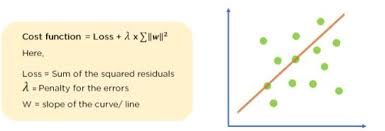 Cost function = Loss + λ x ∑‖w‖²
Here,
Loss = Sum of the squared residuals
λ = Penalty for the errors
W = slope of the curve/ line